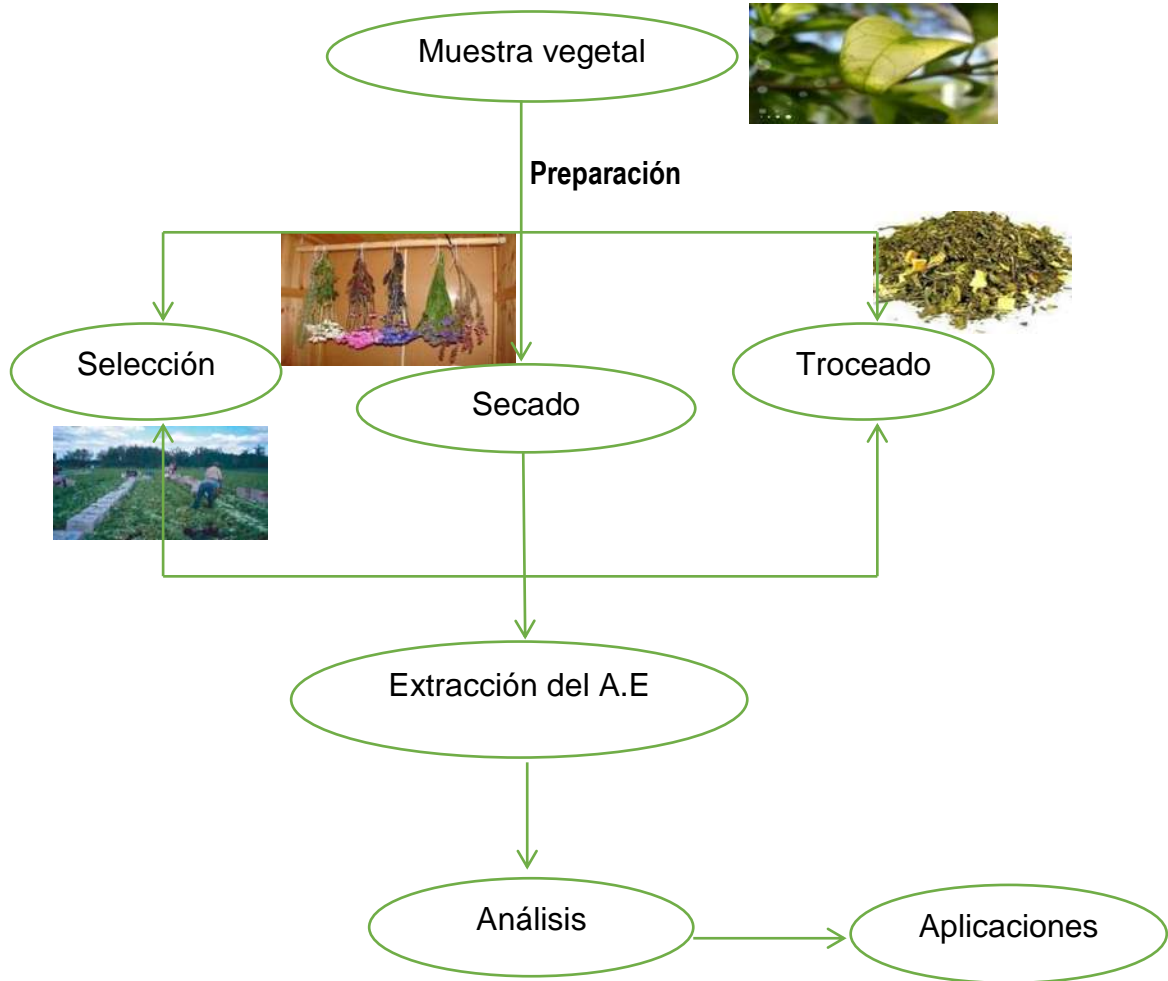 Muestra vegetal
Preparación
Selección
Secado
Troceado
Extracción del A.E
Análisis
Aplicaciones